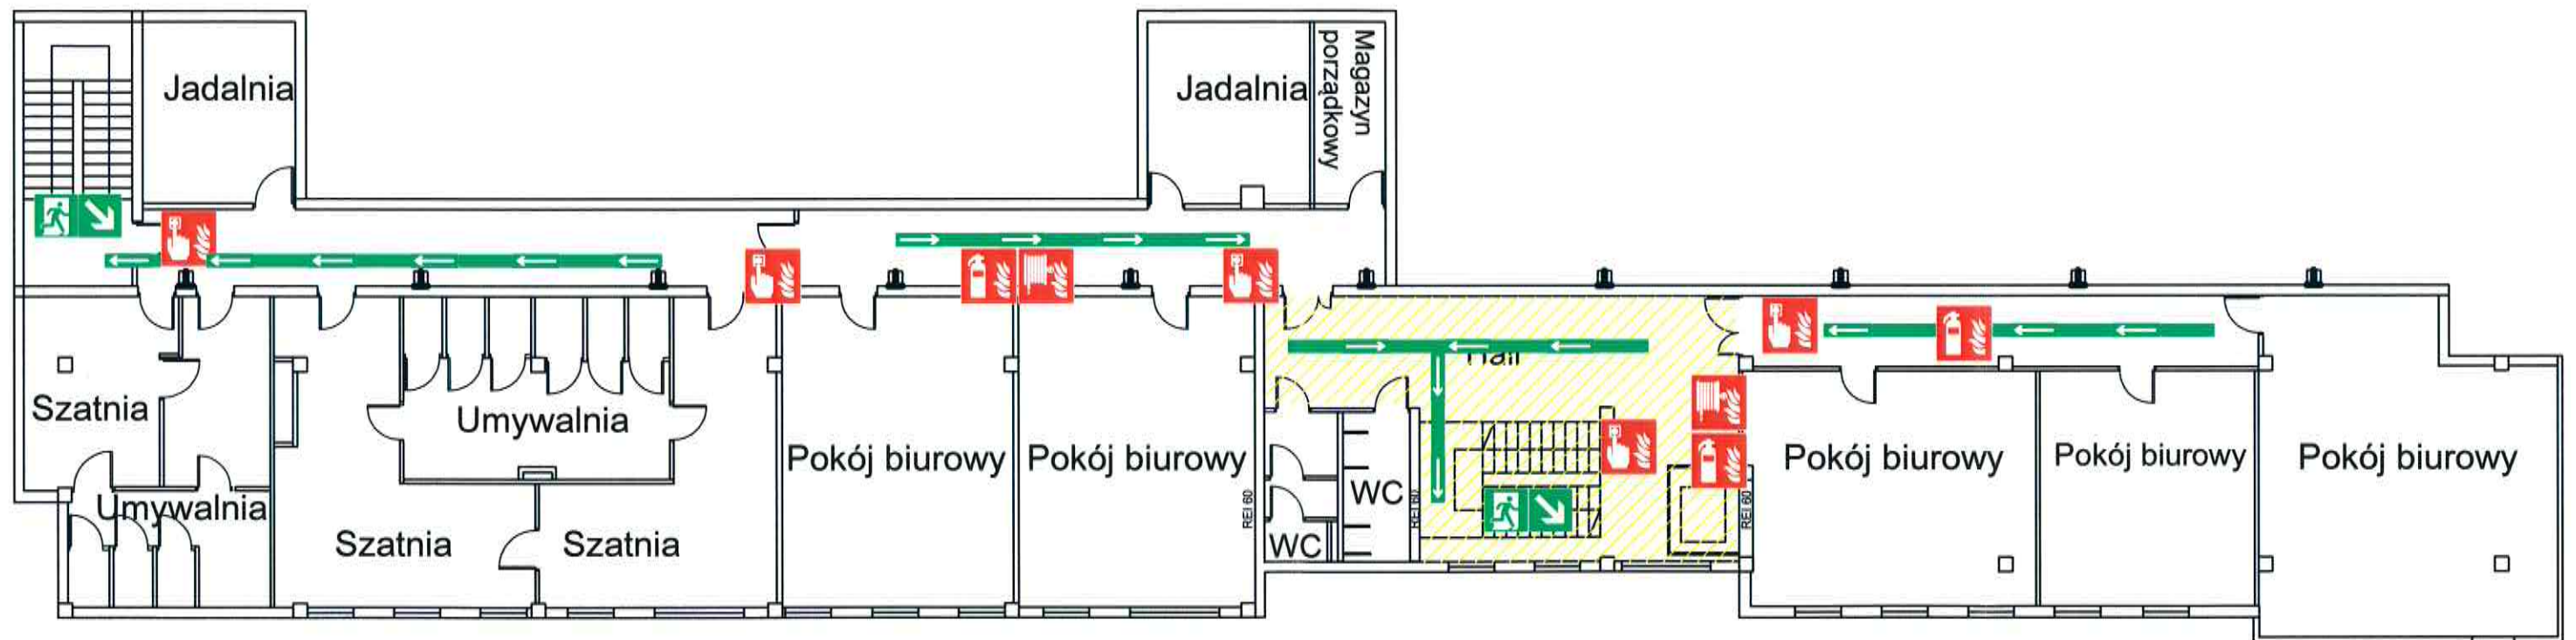 Jadalnia
Jadalnia
Magazyn
porządkowy
Hall
Szatnia
Umywalnia
Pokój biurowy
Pokój biurowy
Pokój biurowy
Pokój biurowy
Pokój biurowy
WC
REI 60
REI 60
REI 60
Umywalnia
Szatnia
Szatnia
WC